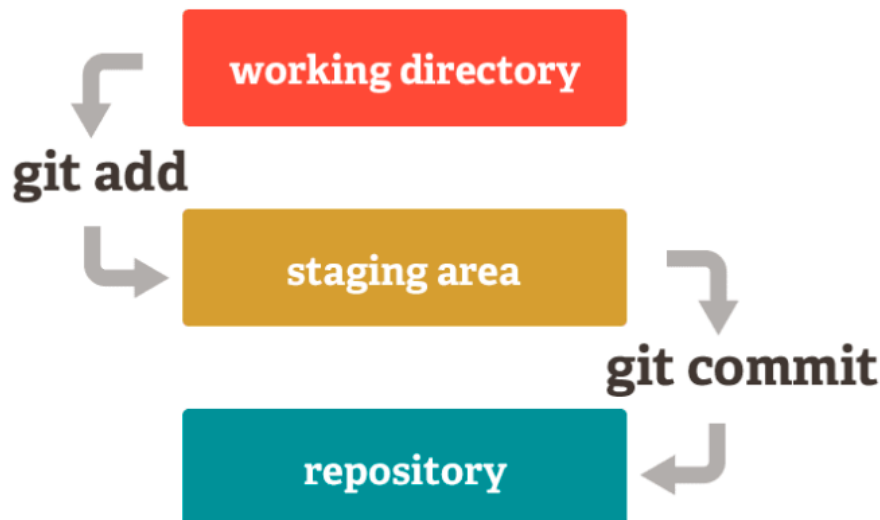 working directory
git add
staging area
git commit
repository